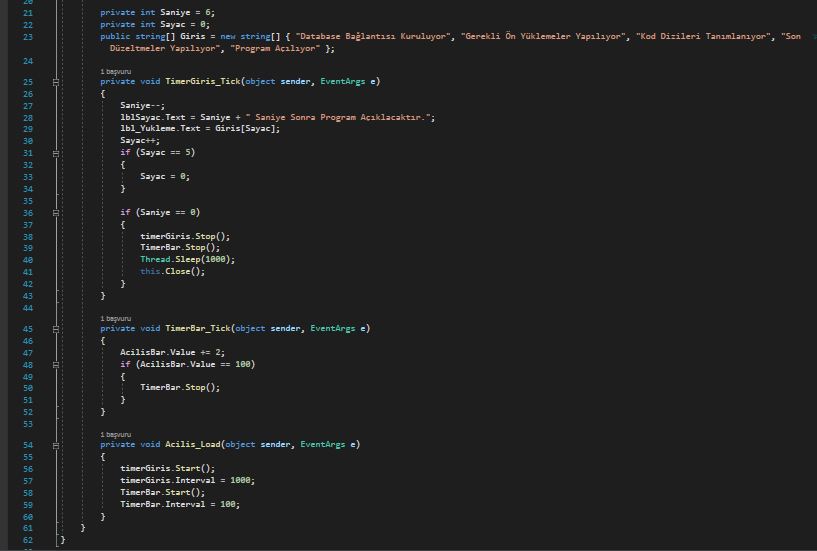 20
21 private int Saniye = 6;
22 private int Sayac = 0;
23 public string[] Giris = new string[] { "Database Bağlantısı Kuruluyor", "Gerekli Ön Yüklemeler Yapılıyor", "Kod Dizileri Tanımlanıyor", "Son
Düzeltmeler Yapılıyor", "Program Açılıyor" };
24
1 başvuru
25 private void TimerGiris_Tick(object sender, EventArgs e)
26 {
27 Saniye--;
28 lblSayac.Text = Saniye + " Saniye Sonra Program Açıklacaktır.";
29 lbl_Yukleme.Text = Giris[Sayac];
30 Sayac++;
31 if (Sayac == 5)
32 {
33 Sayac = 0;
34 }
35
36 if (Saniye == 0)
37 {
38 timerGiris.Stop();
39 TimerBar.Stop();
40 Thread.Sleep(1000);
41 this.Close();
42 }
43 }
44
1 başvuru
45 private void TimerBar_Tick(object sender, EventArgs e)
46 {
47 AcilisBar.Value += 2;
48 if (AcilisBar.Value == 100)
49 {
50 TimerBar.Stop();
51 }
52 }
53
1 başvuru
54 private void Acilis_Load(object sender, EventArgs e)
55 {
56 timerGiris.Start();
57 timerGiris.Interval = 1000;
58 TimerBar.Start();
59 TimerBar.Interval = 100;
60 }
61 }
62 }